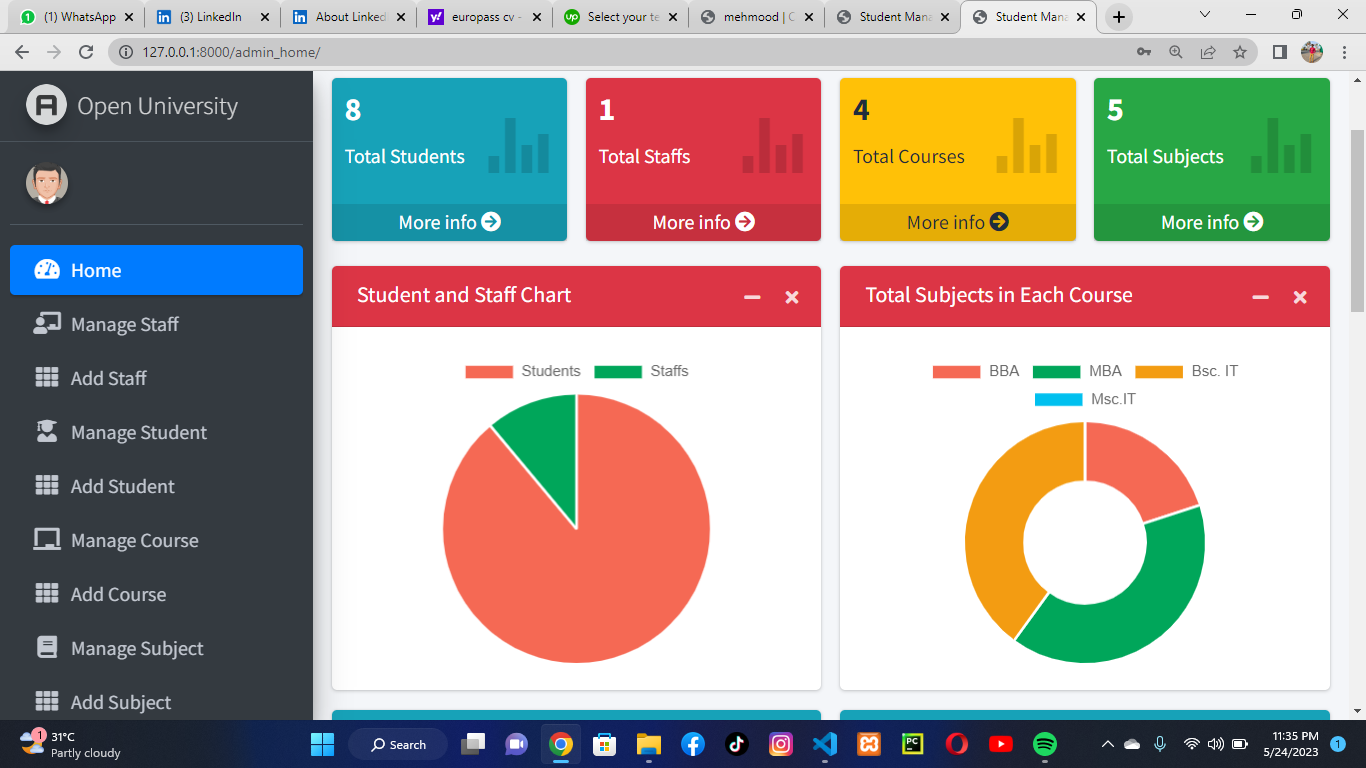 (1) WhatsApp
(3) LinkedIn
About Linked
europass cv -
Select your te
mehmood | C
Student Mana
Student Mana
127.0.0.1:8000/admin_home/
Open University
Home
Manage Staff
Add Staff
Manage Student
Add Student
Manage Course
Add Course
Manage Subject
Add Subject
8
Total Students
More info
1
Total Staffs
More info
4
Total Courses
More info
5
Total Subjects
More info
Student and Staff Chart
Students Staffs
Total Subjects in Each Course
BBA MBA Bsc. IT
Msc.IT
1
31°C
Partly cloudy
Search
PC
11:35 PM
5/24/2023
1